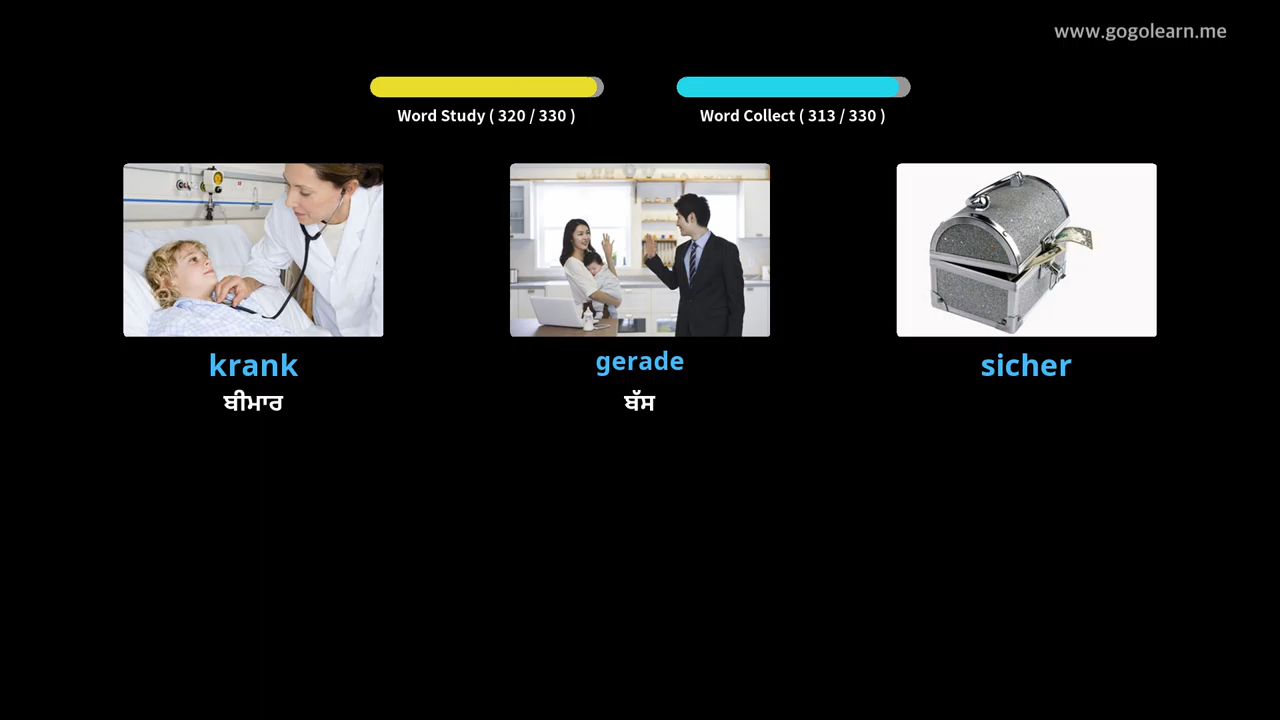 www.gogolearn.me
Word Study ( 320 / 330 )
Word Collect ( 313 / 330 )
krank
gerade
sicher
ਬੀਮਾਰ
ਬੱਸ